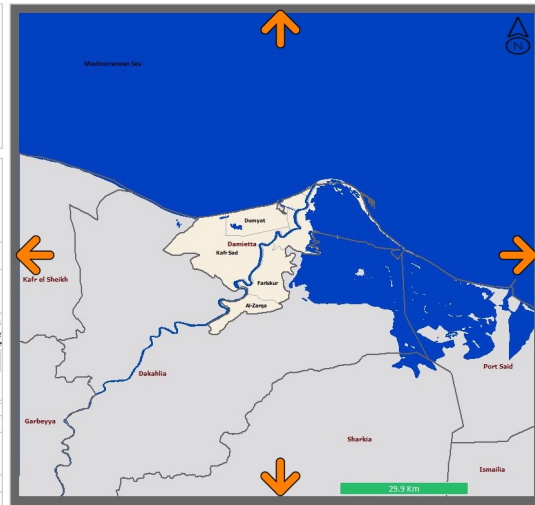 N
Mediterranean Sea
Dumyat
Damietta
Kafr Sad
Kafr el Sheikh
Fariskur
Al-Zarqa
Port Said
Dakahlia
Garbeyya
Sharkia
Ismailia
29.9 Km